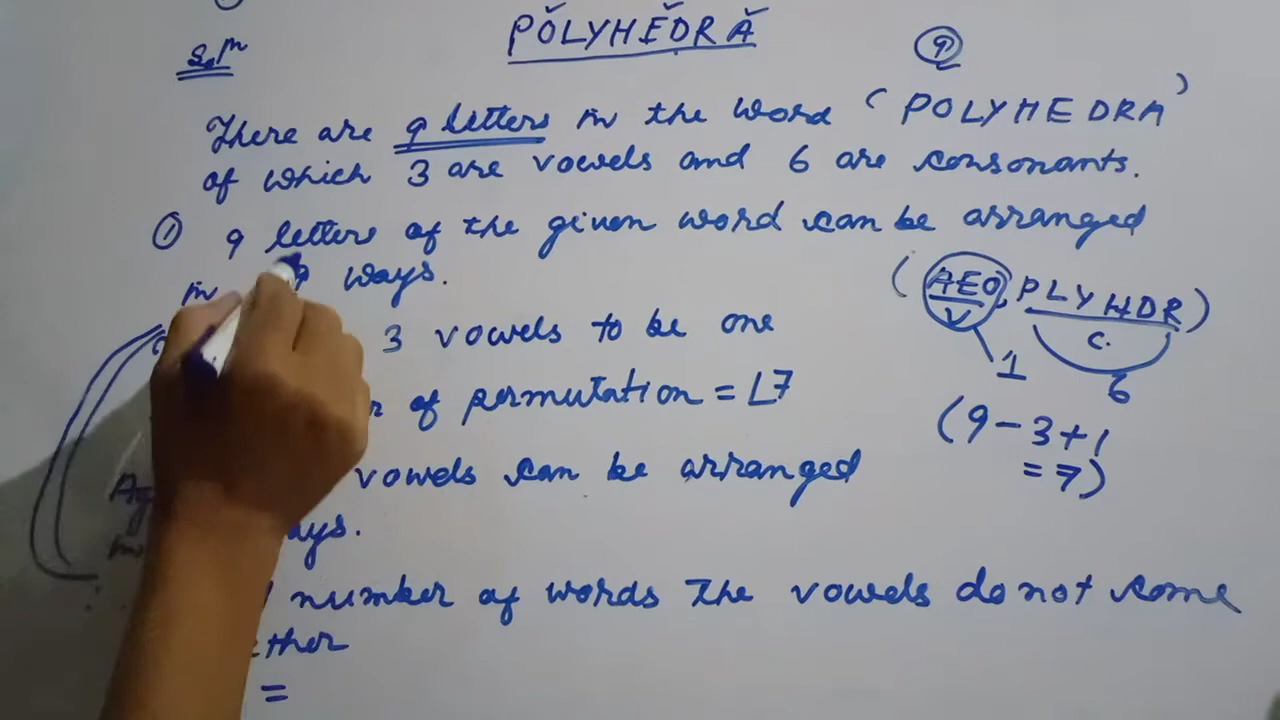 POLYHEDRA
Solⁿ
9
There are 9 letters in the word (POLYHEDRA)
of which 3 are vowels and 6 are consonants.
① 9 letters of the given word can be arranged
in ways.
(AEO, PLYHDR)
V C.
1 6
3 vowels to be one
of permutation = L7
(9-3+1
= 7)
vowels can be arranged
number of words The vowels do not come
=